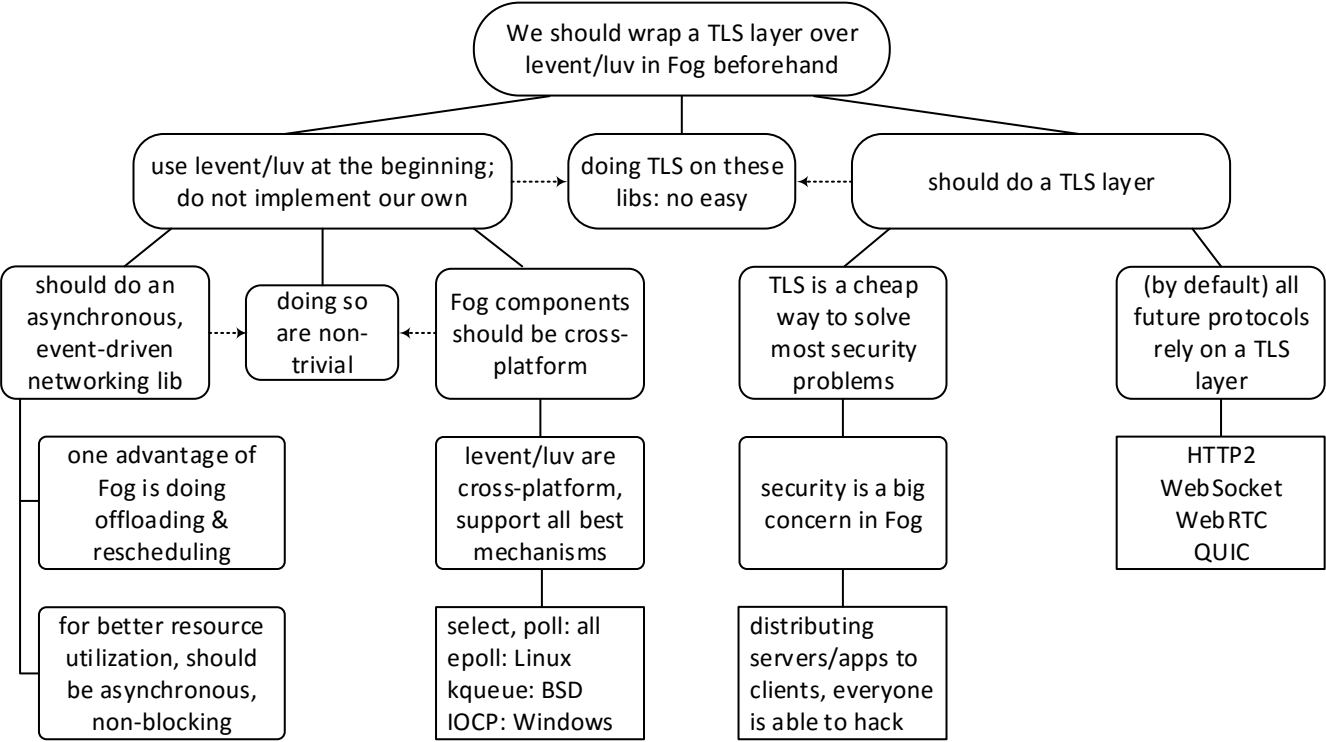 We should wrap a TLS layer over
levent/luv in Fog beforehand
use levent/luv at the beginning;
do not implement our own
doing TLS on these
libs: no easy
should do a TLS layer
should do an
asynchronous,
event-driven
networking lib
doing so
are non-
trivial
Fog components
should be cross-
platform
TLS is a cheap
way to solve
most security
problems
(by default) all
future protocols
rely on a TLS
layer
one advantage of
Fog is doing
offloading &
rescheduling
levent/luv are
cross-platform,
support all best
mechanisms
security is a big
concern in Fog
HTTP2
WebSocket
WebRTC
QUIC
for better resource
utilization, should
be asynchronous,
non-blocking
select, poll: all
epoll: Linux
kqueue: BSD
IOCP: Windows
distributing
servers/apps to
clients, everyone
is able to hack